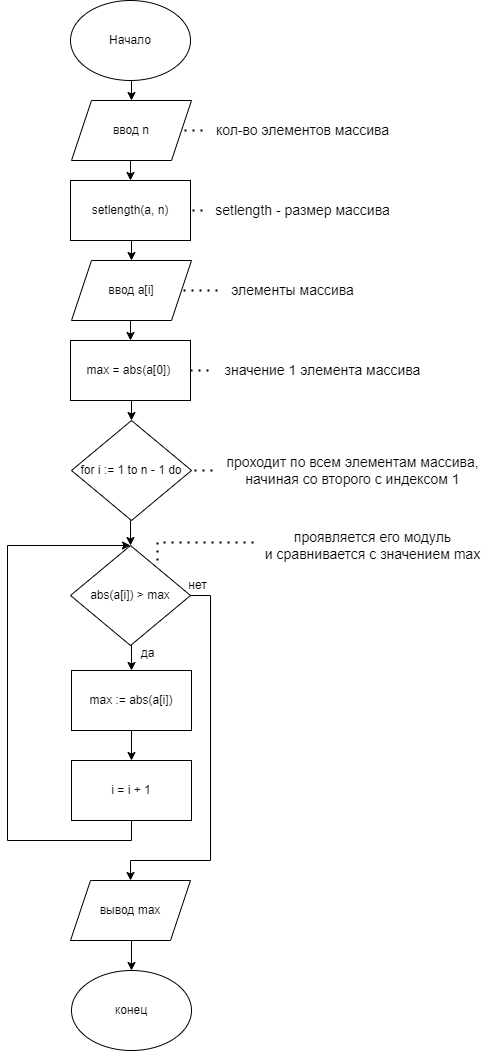 Начало
ввод n
кол-во элементов массива
setlength(a, n)
setlength - размер массива
ввод a[i]
элементы массива
max = abs(a[0])
значение 1 элемента массива
for i := 1 to n - 1 do
проходит по всем элементам массива,
начиная со второго с индексом 1
проявляется его модуль
и сравнивается с значением max
abs(a[i]) > max
нет
да
max := abs(a[i])
i = i + 1
вывод max
конец